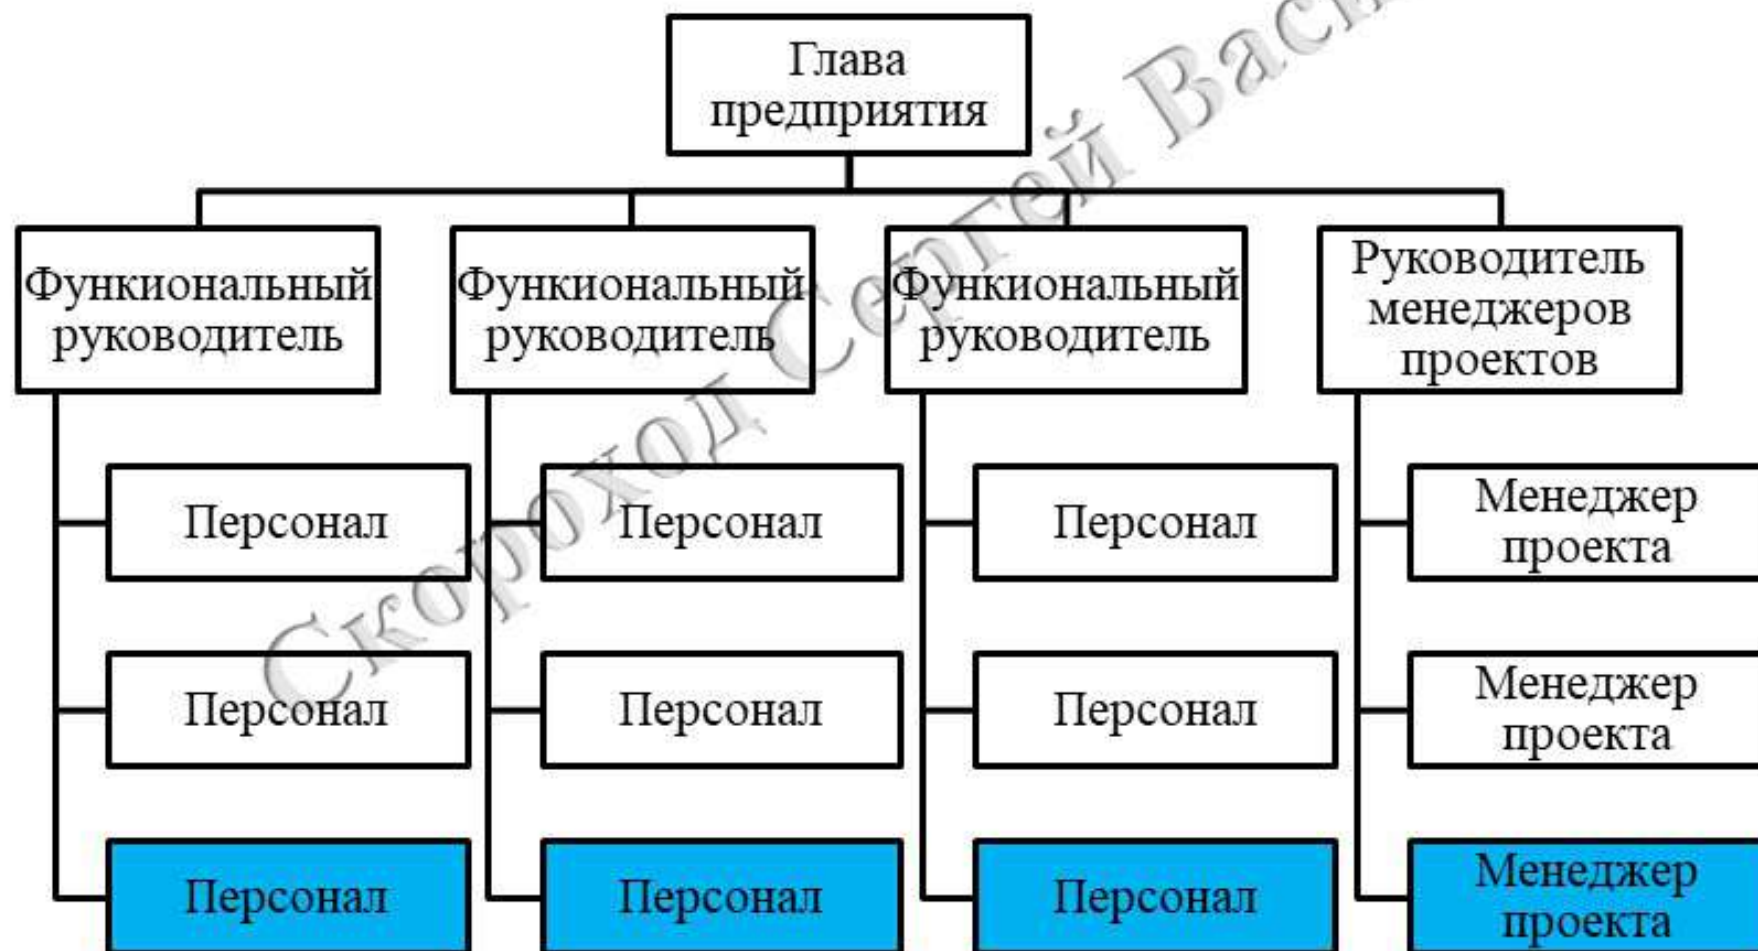 Глава
предприятия
Функиональный
руководитель
Функиональный
руководитель
Функиональный
руководитель
Руководитель
менеджеров
проектов
Персонал
Персонал
Персонал
Менеджер
проекта
Персонал
Персонал
Персонал
Менеджер
проекта
Персонал
Персонал
Персонал
Менеджер
проекта
Скороход Сергей